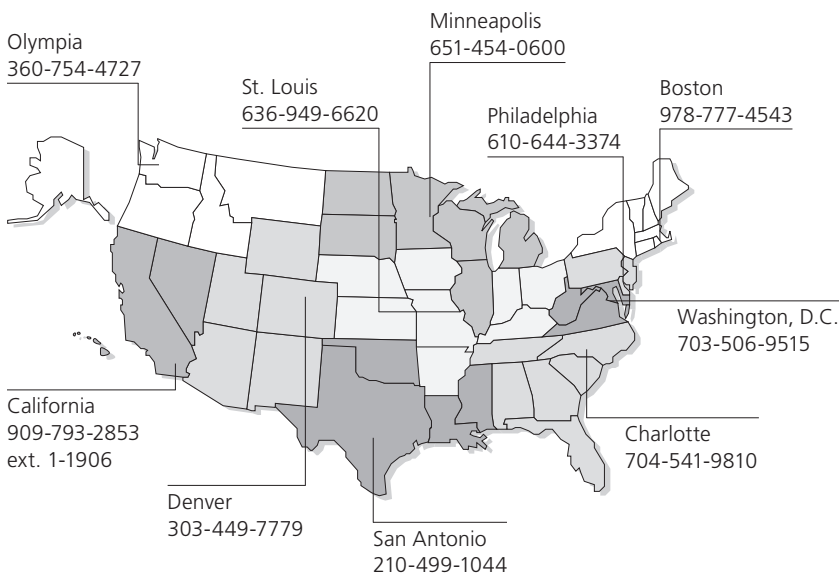 Minneapolis
651-454-0600
Olympia
360-754-4727
St. Louis
636-949-6620
Boston
978-777-4543
Philadelphia
610-644-3374
Washington, D.C.
703-506-9515
California
909-793-2853
ext. 1-1906
Charlotte
704-541-9810
Denver
303-449-7779
San Antonio
210-499-1044